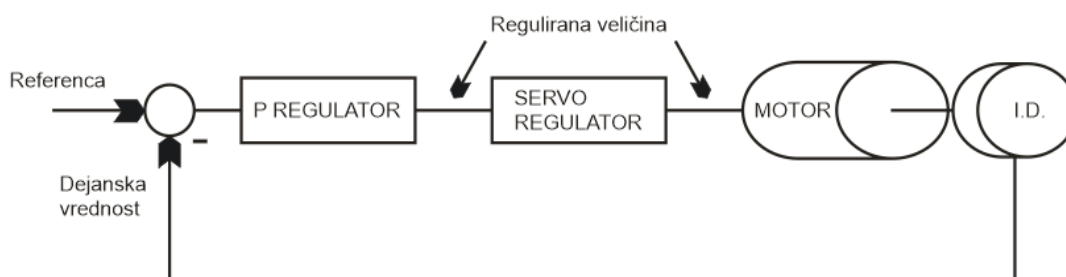 Regulirana veličina
Referenca
P REGULATOR
SERVO
REGULATOR
MOTOR
I.D.
-
Dejanska
vrednost